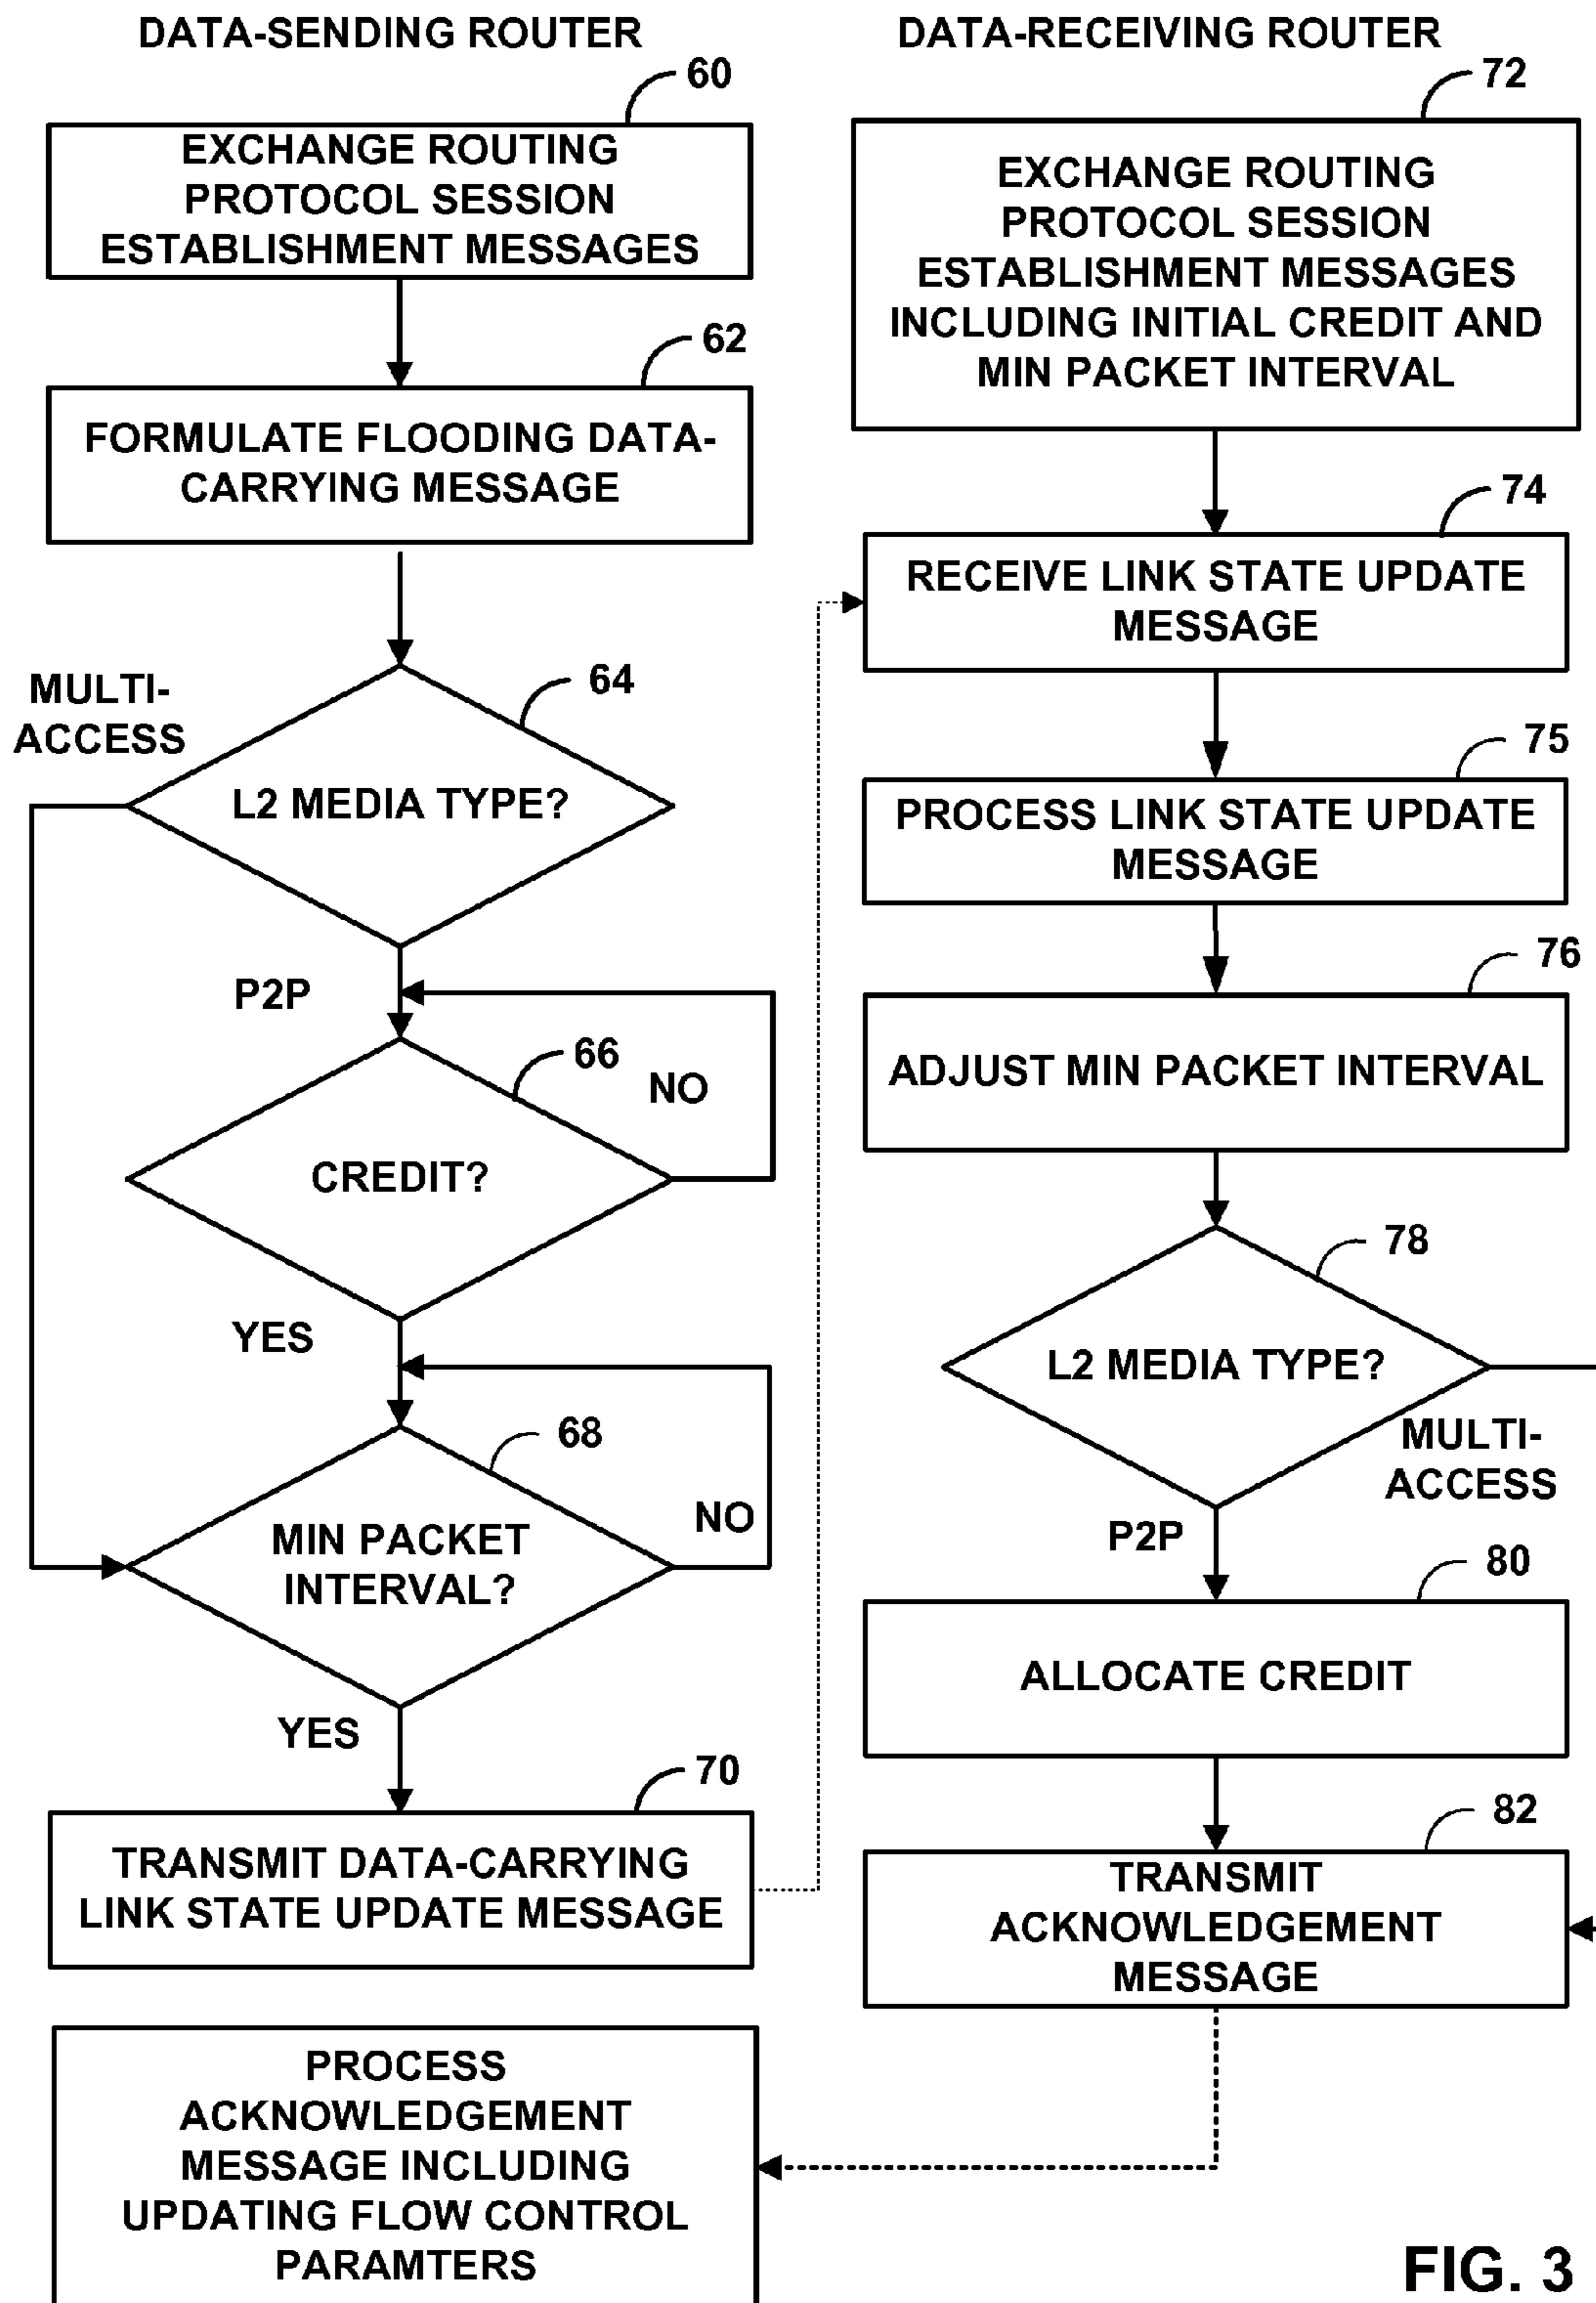 DATA-SENDING ROUTER
60
EXCHANGE ROUTING
PROTOCOL SESSION
ESTABLISHMENT MESSAGES
62
FORMULATE FLOODING DATA-
CARRYING MESSAGE
MULTI-
ACCESS
64
L2 MEDIA TYPE?
P2P
66
NO
CREDIT?
YES
68
NO
MIN PACKET
INTERVAL?
YES
70
TRANSMIT DATA-CARRYING
LINK STATE UPDATE MESSAGE
PROCESS
ACKNOWLEDGEMENT
MESSAGE INCLUDING
UPDATING FLOW CONTROL
PARAMTERS
DATA-RECEIVING ROUTER
72
EXCHANGE ROUTING
PROTOCOL SESSION
ESTABLISHMENT MESSAGES
INCLUDING INITIAL CREDIT AND
MIN PACKET INTERVAL
74
RECEIVE LINK STATE UPDATE
MESSAGE
75
PROCESS LINK STATE UPDATE
MESSAGE
76
ADJUST MIN PACKET INTERVAL
78
L2 MEDIA TYPE?
MULTI-
ACCESS
P2P
80
ALLOCATE CREDIT
82
TRANSMIT
ACKNOWLEDGEMENT
MESSAGE
FIG. 3